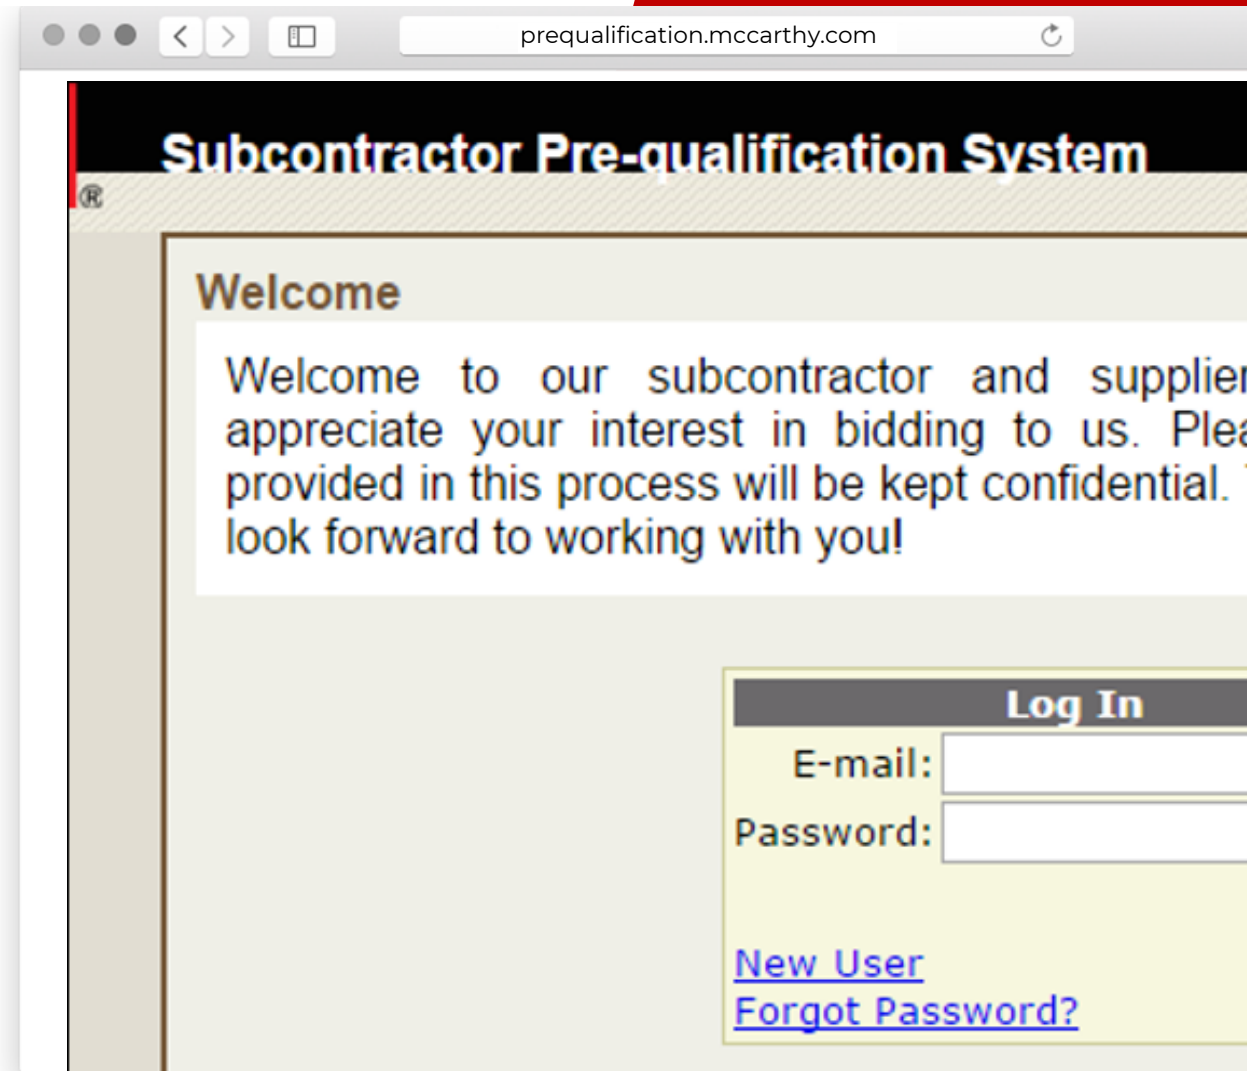 prequalification.mccarthy.com
Subcontractor Pre-qualification System
®
Welcome
Welcome to our subcontractor and supplier
appreciate your interest in bidding to us. Plea
provided in this process will be kept confidential.
look forward to working with you!
Log In
E-mail:
Password:
New User
Forgot Password?